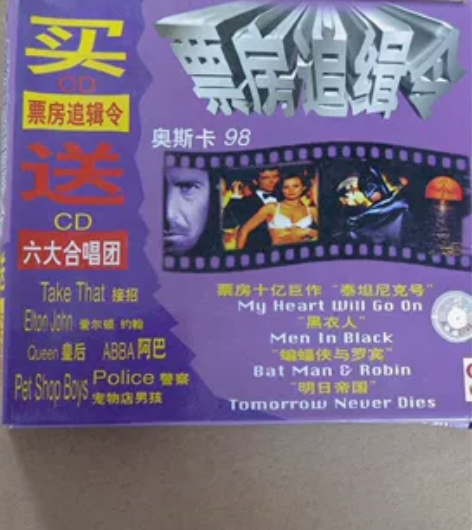 买
CD
票房追辑令
送
CD
六大合唱团
Take That 接招
Elton John 爱尔顿 约翰
Queen 皇后 ABBA 阿巴
Pet Shop Boys Police 警察
宠物店男孩
票房追缉令
奥斯卡 98
票房十亿巨作 “泰坦尼克号”
My Heart Will Go On
“黑衣人”
Men In Black
“蝙蝠侠与罗宾”
Bat Man & Robin
“明日帝国”
Tomorrow Never Dies